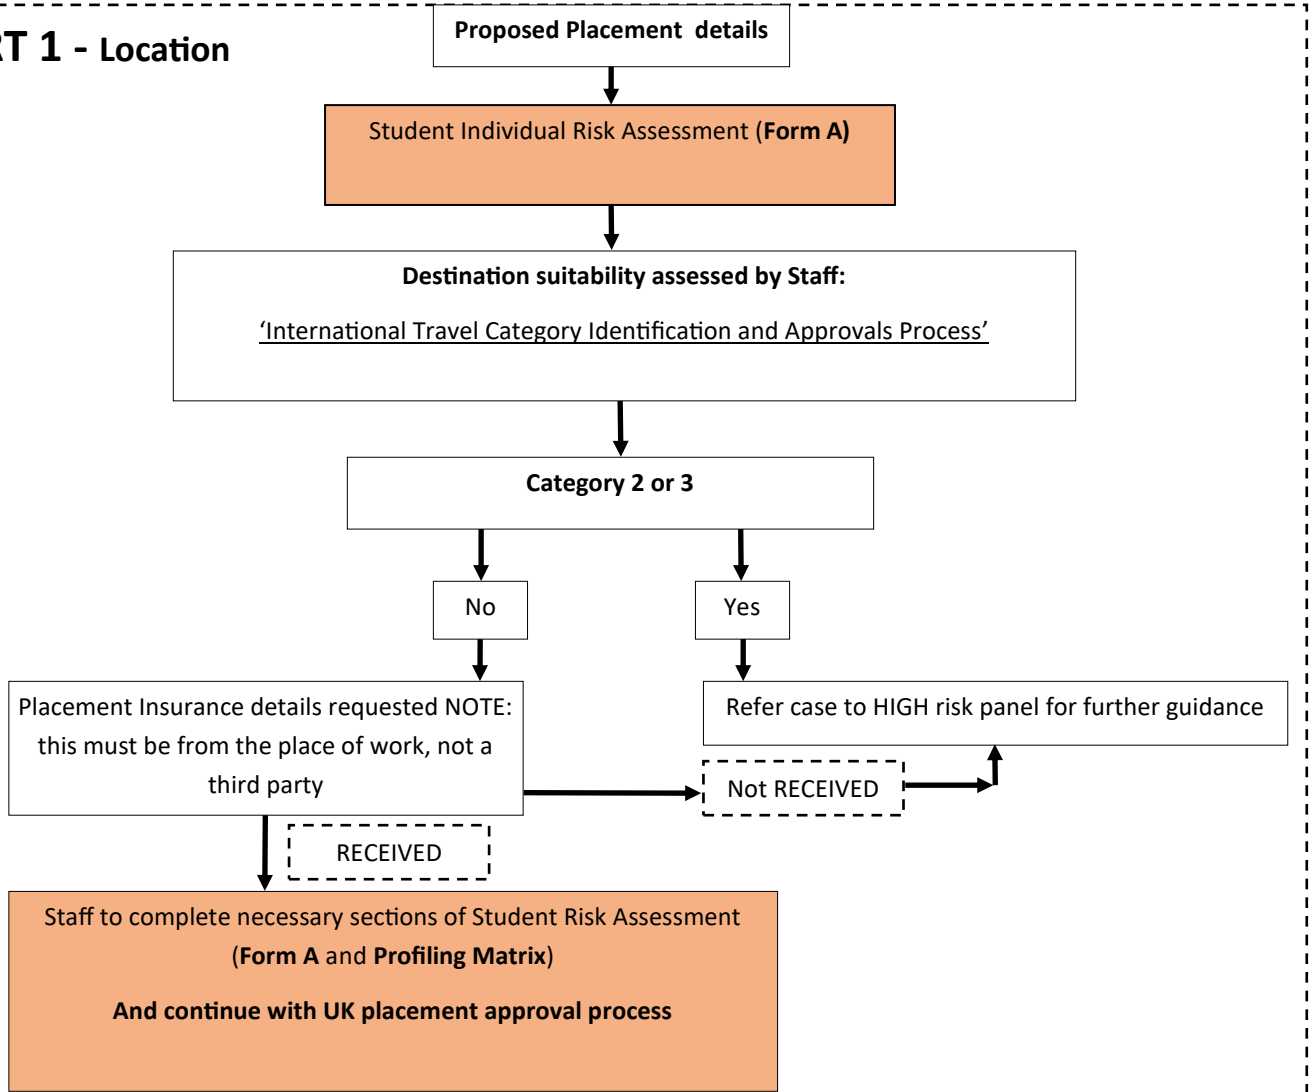 RT 1 - Location
Proposed Placement details
Student Individual Risk Assessment (Form A)
Destination suitability assessed by Staff:
‘International Travel Category Identification and Approvals Process’
Category 2 or 3
No
Yes
Placement Insurance details requested NOTE:
this must be from the place of work, not a
third party
Refer case to HIGH risk panel for further guidance
Not RECEIVED
RECEIVED
Staff to complete necessary sections of Student Risk Assessment
(Form A and Profiling Matrix)
And continue with UK placement approval process